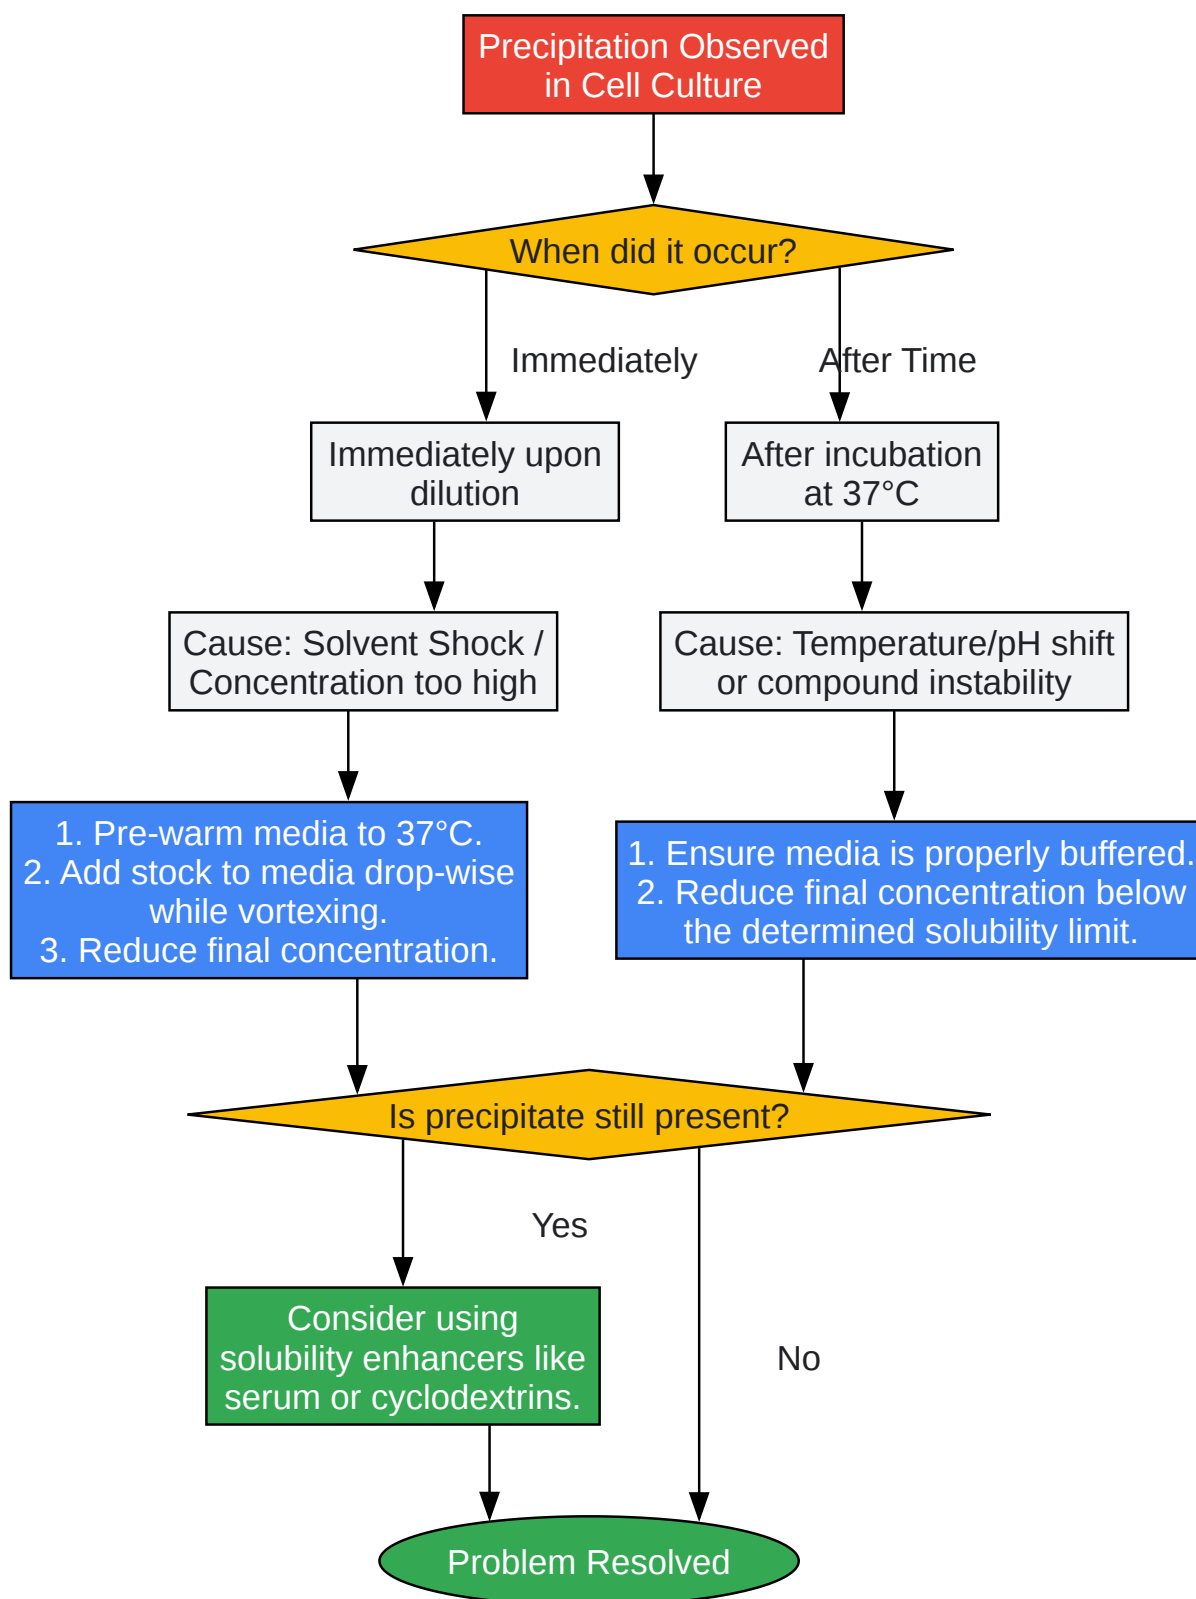 Precipitation Observed
in Cell Culture
When did it occur?
Immediately
After Time
Immediately upon
dilution
After incubation
at 37°C
Cause: Solvent Shock /
Concentration too high
Cause: Temperature/pH shift
or compound instability
1. Pre-warm media to 37°C.
2. Add stock to media drop-wise
while vortexing.
3. Reduce final concentration.
1. Ensure media is properly buffered.
2. Reduce final concentration below
the determined solubility limit.
Is precipitate still present?
Yes
Consider using
solubility enhancers like
serum or cyclodextrins.
No
Problem Resolved